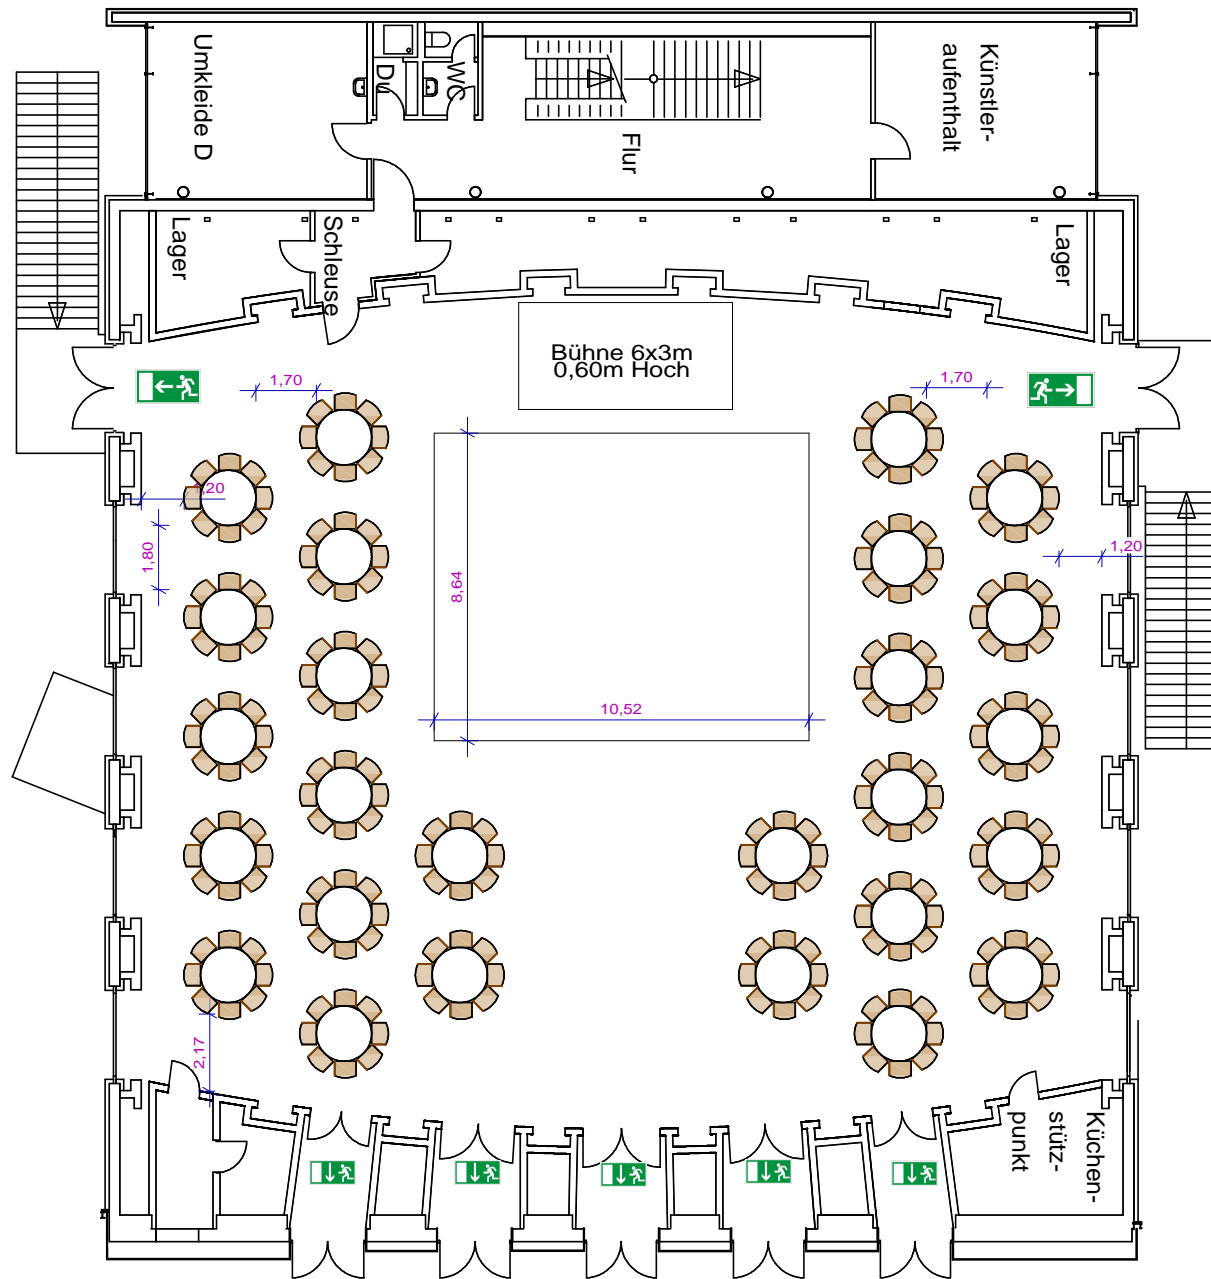 Umkleide D
Du
WC
Flur
Künstler-
aufenthalt
Lager
Schleuse
Lager
Bühne 6x3m
0,60m Hoch
1,70
1,70
1,20
1,80
1,20
8,64
10,52
2,17
Küchen-
stütz-
punkt